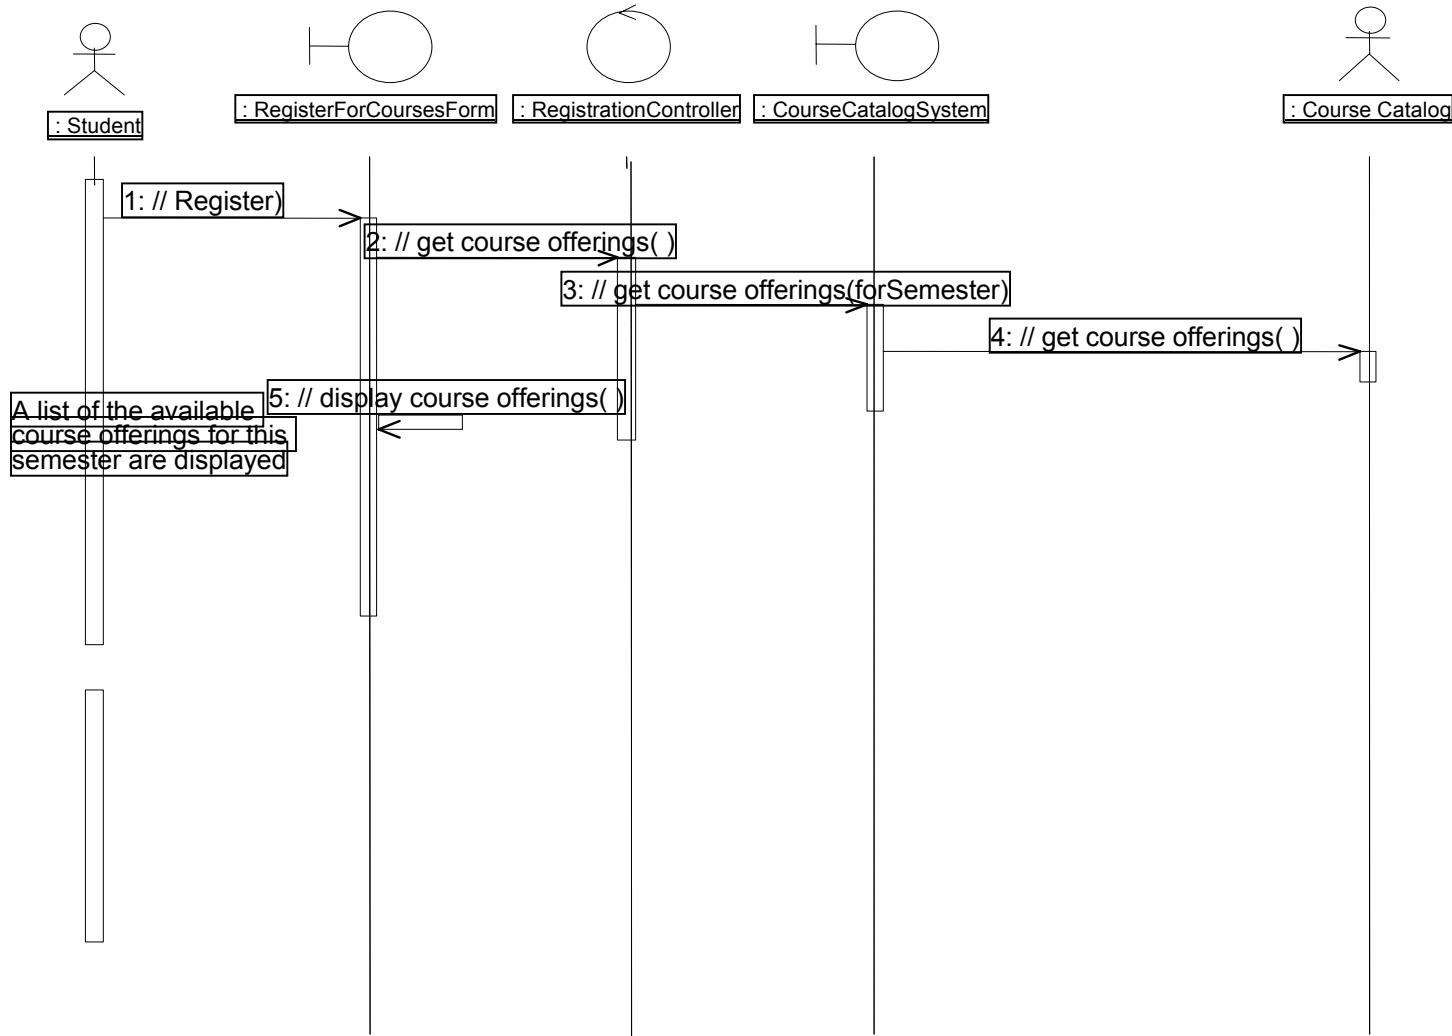 : Student
: RegisterForCoursesForm
: RegistrationController
: CourseCatalogSystem
: Course Catalog
1: // Register)
2: // get course offerings( )
3: // get course offerings(forSemester)
4: // get course offerings( )
5: // display course offerings( )
A list of the available
course offerings for this
semester are displayed